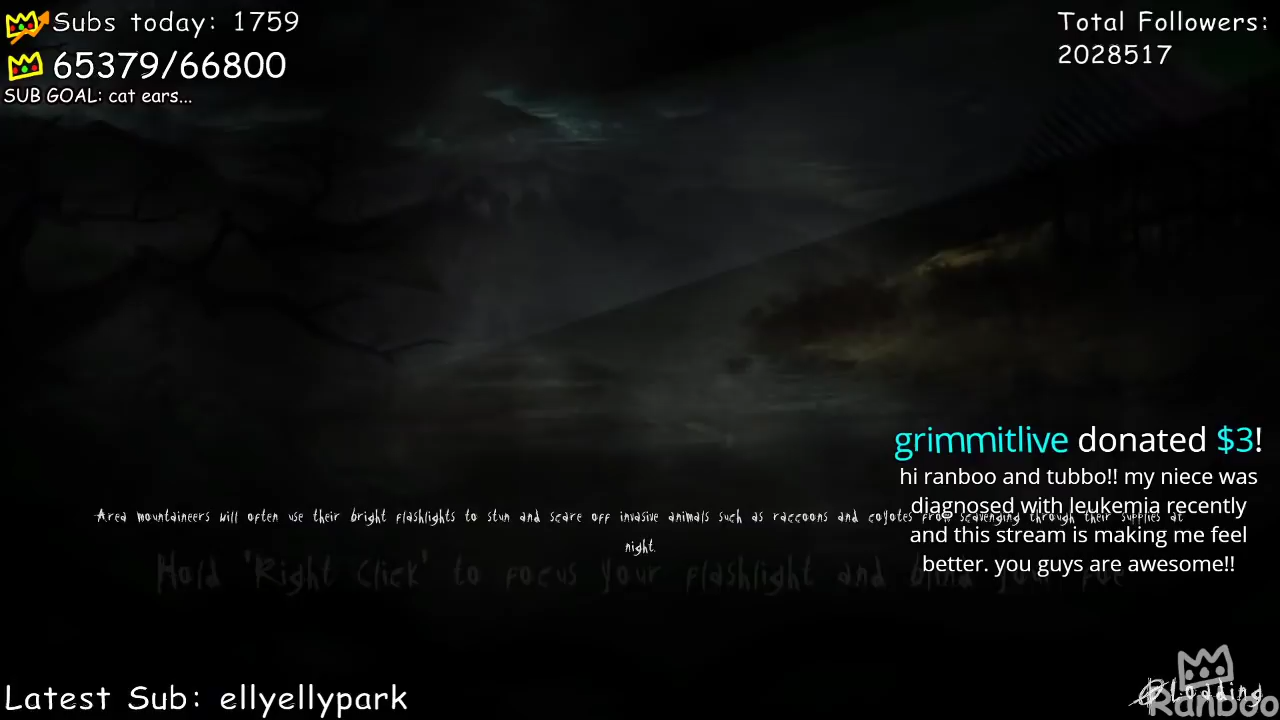 Subs today: 1759
65379/66800
SUB GOAL: cat ears...
Total Followers:
2028517
grimmitlive donated $3!
hi ranboo and tubbo!! my niece was
diagnosed with leukemia recently
and this stream is making me feel
better. you guys are awesome!!
Area mountaineers will often use their bright flashlights to stun and scare off invasive animals such as raccoons and coyotes from scavenging through their supplies at
night.
Hold 'Right Click' to focus your flashlight and blind your foe
Latest Sub: ellyellypark
Loading
Ranboo